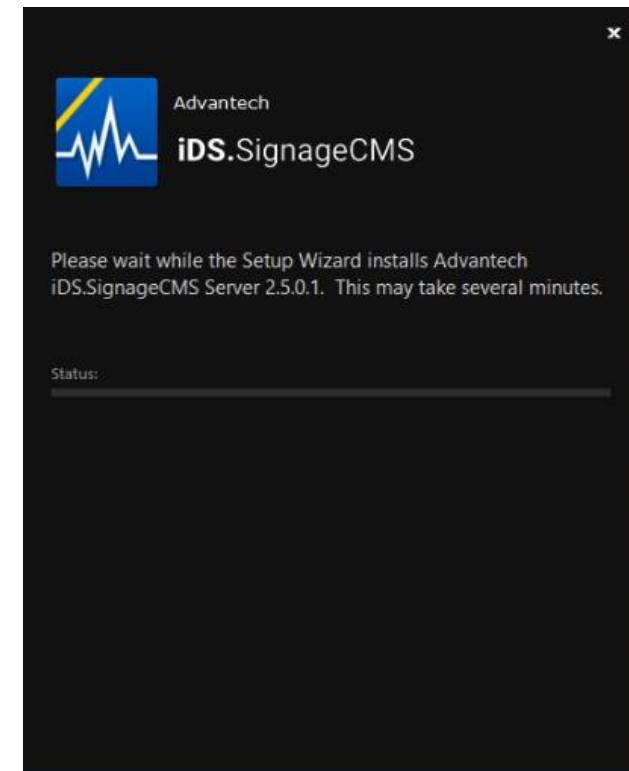 x
Advantech
iDS.SignageCMS
Please wait while the Setup Wizard installs Advantech
iDS.SignageCMS Server 2.5.0.1.  This may take several minutes.
Status: